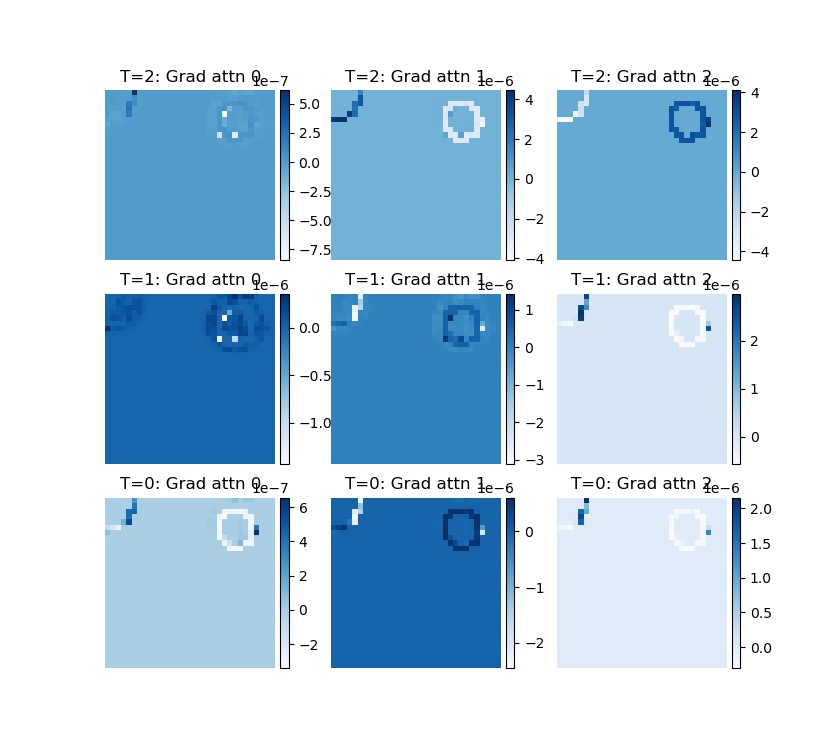 T=2: Grad attn 0
1e−7
T=2: Grad attn 1
1e−6
T=2: Grad attn 2
1e−6
5.0
2.5
0.0
−2.5
−5.0
−7.5
4
2
0
−2
−4
4
2
0
−2
−4
T=1: Grad attn 0
1e−6
T=1: Grad attn 1
1e−6
T=1: Grad attn 2
1e−6
0.0
−0.5
−1.0
1
0
−1
−2
−3
2
1
0
T=0: Grad attn 0
1e−7
T=0: Grad attn 1
1e−6
T=0: Grad attn 2
1e−6
6
4
2
0
−2
0
−1
−2
2.0
1.5
1.0
0.5
0.0